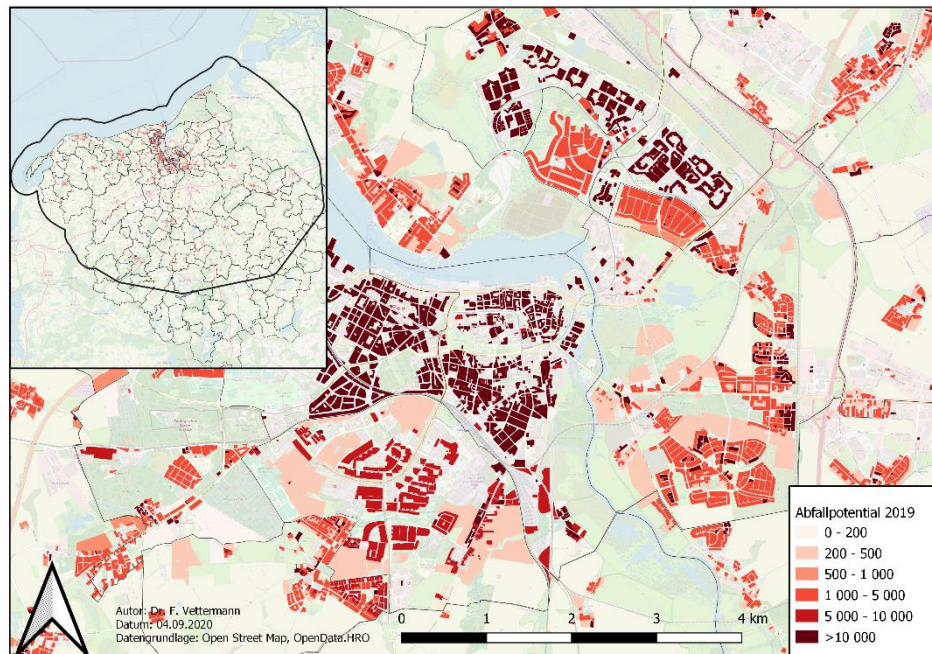 Abfallpotential 2019
0 - 200
200 - 500
500 - 1 000
1 000 - 5 000
5 000 - 10 000
>10 000
Autor: Dr. F. Vettermann
Datum: 04.09.2020
Datengrundlage: Open Street Map, OpenData.HRO
0 1 2 3 4 km